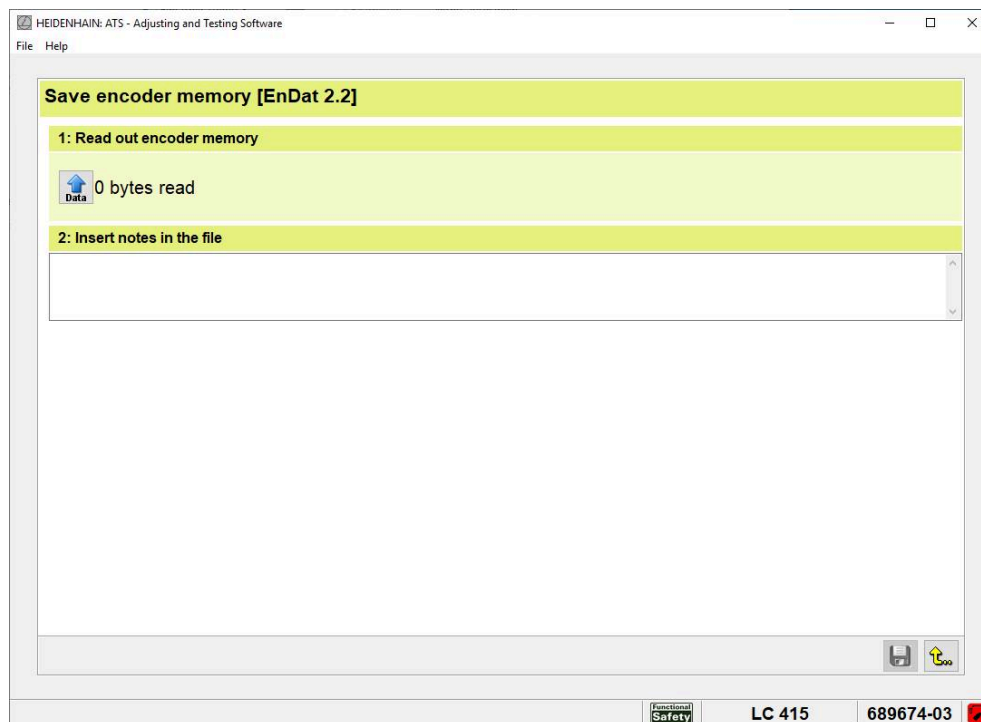 HEIDENHAIN: ATS - Adjusting and Testing Software
File Help
Save encoder memory [EnDat 2.2]
1: Read out encoder memory
Data 0 bytes read
2: Insert notes in the file
Functional
Safety LC 415 689674-03